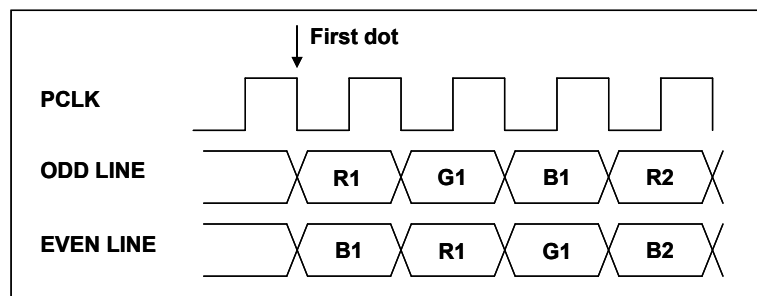 First dot
PCLK
ODD LINE R1 G1 B1 R2
EVEN LINE B1 R1 G1 B2